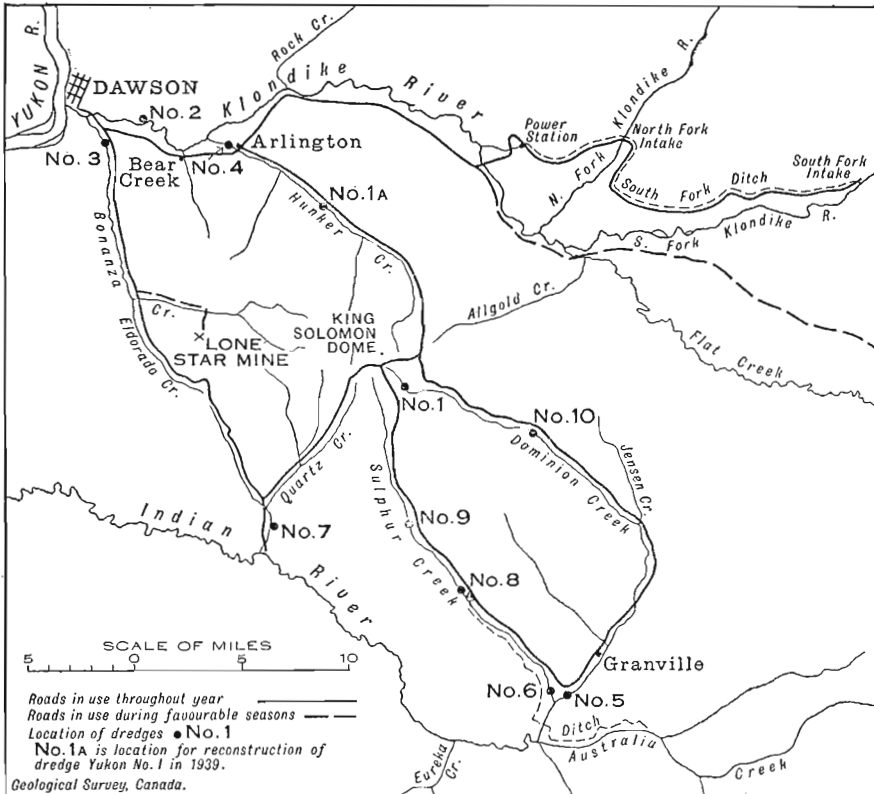 YUKON R.
DAWSON
No.2
Klondike River
Rock Cr.
Klondike R.
Power
Station
North Fork
Intake
South Fork
Intake
South Fork Ditch
N. Fork
S. Fork Klondike R.
No.3
Bear
Creek
No.4
Arlington
No.1A
Hunker Cr.
Bonanza
Cr.
Allgold Cr.
Flat Creek
KING
SOLOMON
DOME.
LONE
STAR MINE
Eldorado Cr.
No.1
No.10
Dominion Creek
Jensen Cr.
Quartz Cr.
Sulphur Creek
Indian River
No.7
No.9
No.8
Granville
No.6
No.5
Ditch
Australia Creek
Eureka
Cr.
SCALE OF MILES
5 0 5 10
Roads in use throughout year
Roads in use during favourable seasons
Location of dredges No.1
No.1A is location for reconstruction of
dredge Yukon No.1 in 1939.
Geological Survey, Canada.